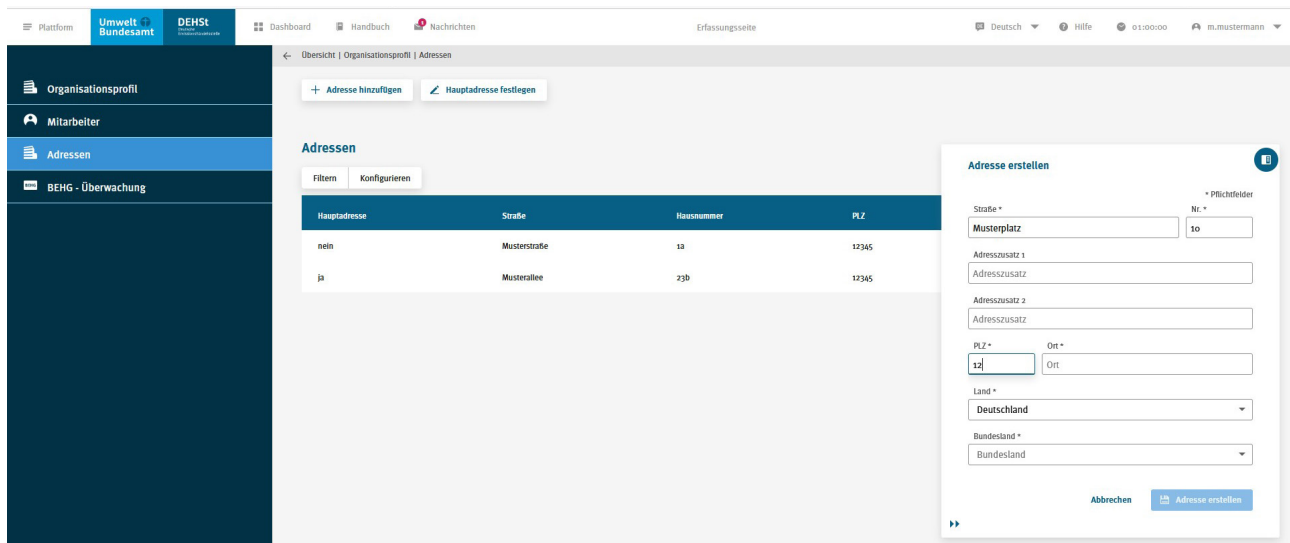 Plattform
Umwelt Bundesamt
DEHSt
Dashboard
Handbuch
1
Nachrichten
Erfassungsseite
Deutsch
Hilfe
01:00:00
m.mustermann
Übersicht | Organisationsprofil | Adressen
Organisationsprofil
Mitarbeiter
Adressen
BEHG - Überwachung
Adresse hinzufügen
Hauptadresse festlegen
Adressen
Filtern Konfigurieren
Hauptadresse Straße Hausnummer PLZ
nein Musterstraße 1a 12345
ja Musterallee 23b 12345
Adresse erstellen
* Pflichtfelder
Straße * Nr. *
Musterplatz 10
Adresszusatz 1
Adresszusatz
Adresszusatz 2
Adresszusatz
PLZ * Ort *
12 Ort
Land *
Deutschland
Bundesland *
Bundesland
Abbrechen Adresse erstellen